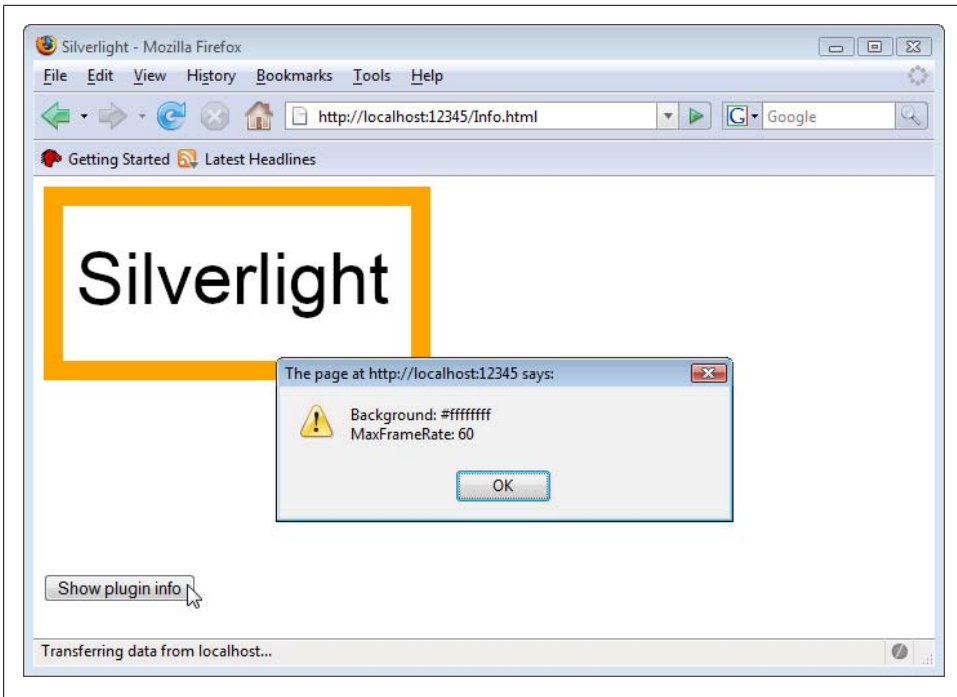 Silverlight - Mozilla Firefox
File Edit View History Bookmarks Tools Help
http://localhost:12345/Info.html
G Google
Getting Started Latest Headlines
Silverlight
The page at http://localhost:12345 says:
Background: #ffffffff
MaxFrameRate: 60
OK
Show plugin info
Transferring data from localhost...